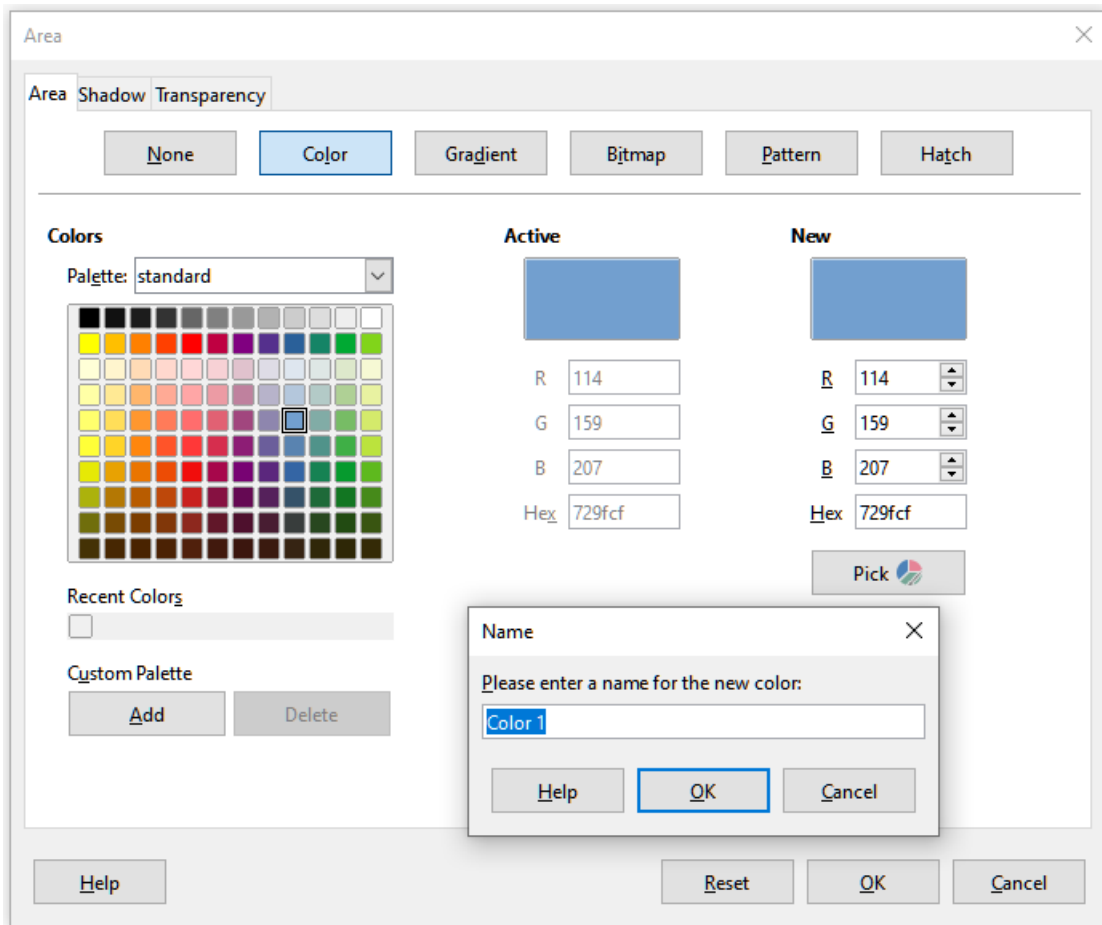 Area
Area Shadow Transparency
None Color Gradient Bitmap Pattern Hatch
Colors Active New
Palette: standard
R 114 R 114
G 159 G 159
B 207 B 207
Hex 729fcf Hex 729fcf
Pick
Recent Colors
Name
Custom Palette
Please enter a name for the new color:
Add Delete
Color 1
Help OK Cancel
Help Reset OK Cancel